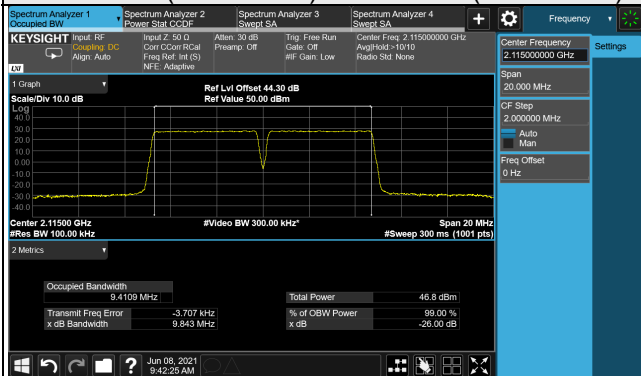 Spectrum Analyzer 1
Occupied BW
Spectrum Analyzer 2
Power Stat CCDF
Spectrum Analyzer 3
Swept SA
Spectrum Analyzer 4
Swept SA
+
Frequency
KEYSIGHT
LXI
Input: RF
Coupling: DC
Align: Auto
Input Z: 50 Ω
Corr CCorr RCal
Freq Ref: Int (S)
NFE: Adaptive
Atten: 30 dB
Preamp: Off
Trig: Free Run
Gate: Off
#IF Gain: Low
Center Freq: 2.115000000 GHz
Avg|Hold:>10/10
Radio Std: None
Center Frequency
2.115000000 GHz
Settings
Span
20.000 MHz
CF Step
2.000000 MHz
Auto
Man
Freq Offset
0 Hz
1 Graph
Scale/Div 10.0 dB
Ref Lvl Offset 44.30 dB
Ref Value 50.00 dBm
Log
40.0
30.0
20.0
10.0
0.00
-10.0
-20.0
-30.0
-40.0
Center 2.11500 GHz
#Res BW 100.00 kHz
#Video BW 300.00 kHz*
Span 20 MHz
#Sweep 300 ms (1001 pts)
2 Metrics
Occupied Bandwidth
9.4109 MHz
Total Power 46.8 dBm
Transmit Freq Error -3.707 kHz
% of OBW Power 99.00 %
x dB Bandwidth 9.843 MHz
x dB -26.00 dB
?
Jun 08, 2021
9:42:25 AM